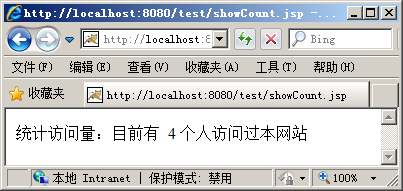 http://localhost:8080/test/showCount.jsp - ...
http://localhost:8 Bing
文件(F) 编辑(E) 查看(V) 收藏夹(A) 工具(T) 帮助(H)
收藏夹 http://localhost:8080/test/showCount.jsp
统计访问量：目前有 4 个人访问过本网站
本地 Intranet | 保护模式: 禁用 100%